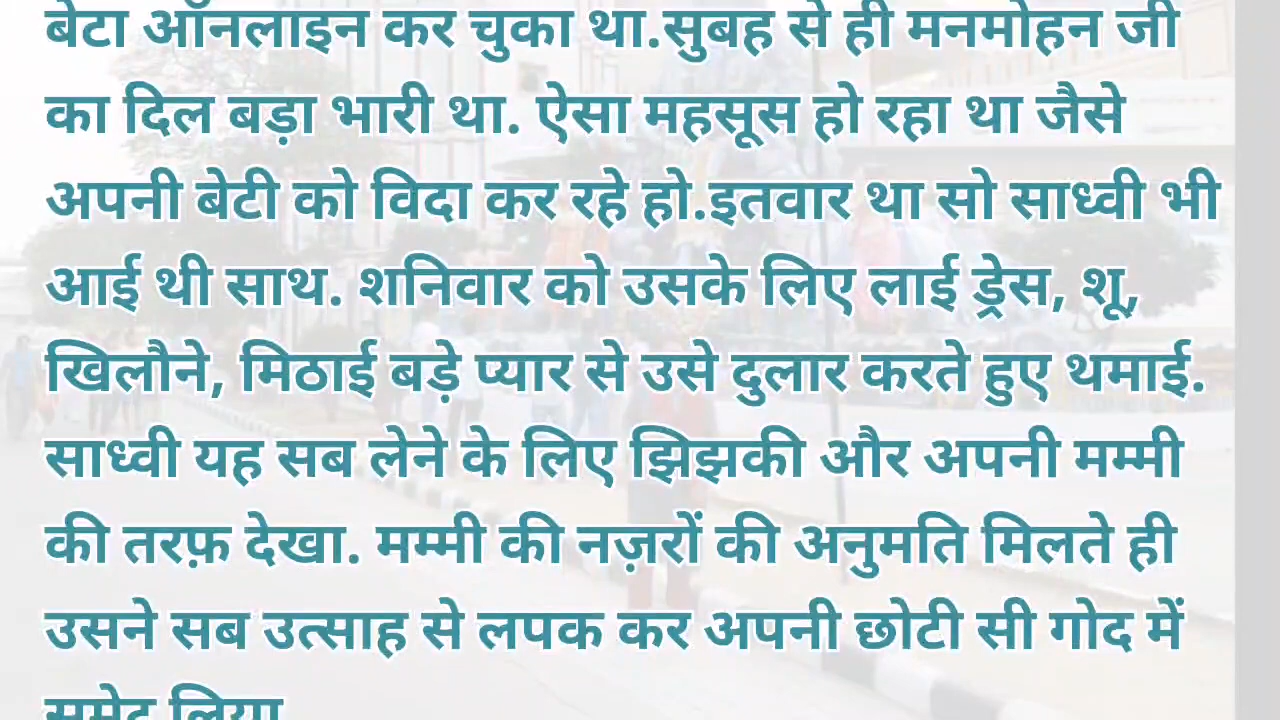 बेटा ऑनलाइन कर चुका था.सुबह से ही मनमोहन जी
का दिल बड़ा भारी था. ऐसा महसूस हो रहा था जैसे
अपनी बेटी को विदा कर रहे हो.इतवार था सो साध्वी भी
आई थी साथ. शनिवार को उसके लिए लाई ड्रेस, शू,
खिलौने, मिठाई बड़े प्यार से उसे दुलार करते हुए थमाई.
साध्वी यह सब लेने के लिए झिझकी और अपनी मम्मी
की तरफ़ देखा. मम्मी की नज़रों की अनुमति मिलते ही
उसने सब उत्साह से लपक कर अपनी छोटी सी गोद में
समेट लिया